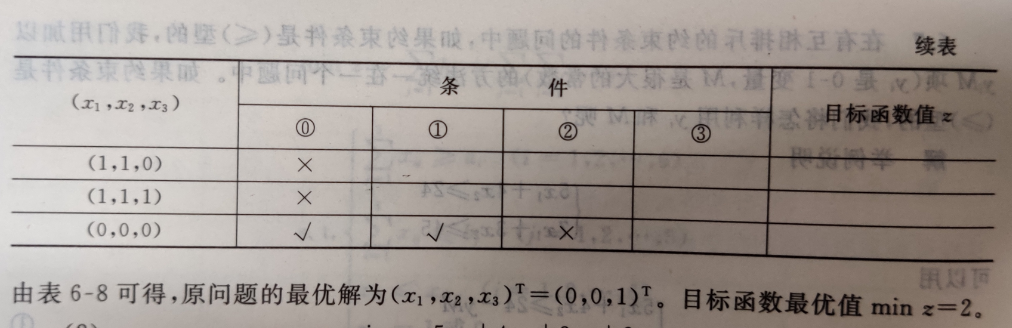 续表
(x₁,x₂,x₃) 条 件 目标函数值 z
⓪ ① ② ③
(1,1,0) ×
(1,1,1) ×
(0,0,0) √ √ ×
由表 6-8 可得,原问题的最优解为(x₁,x₂,x₃)ᵀ=(0,0,1)ᵀ。目标函数最优值 min z=2。